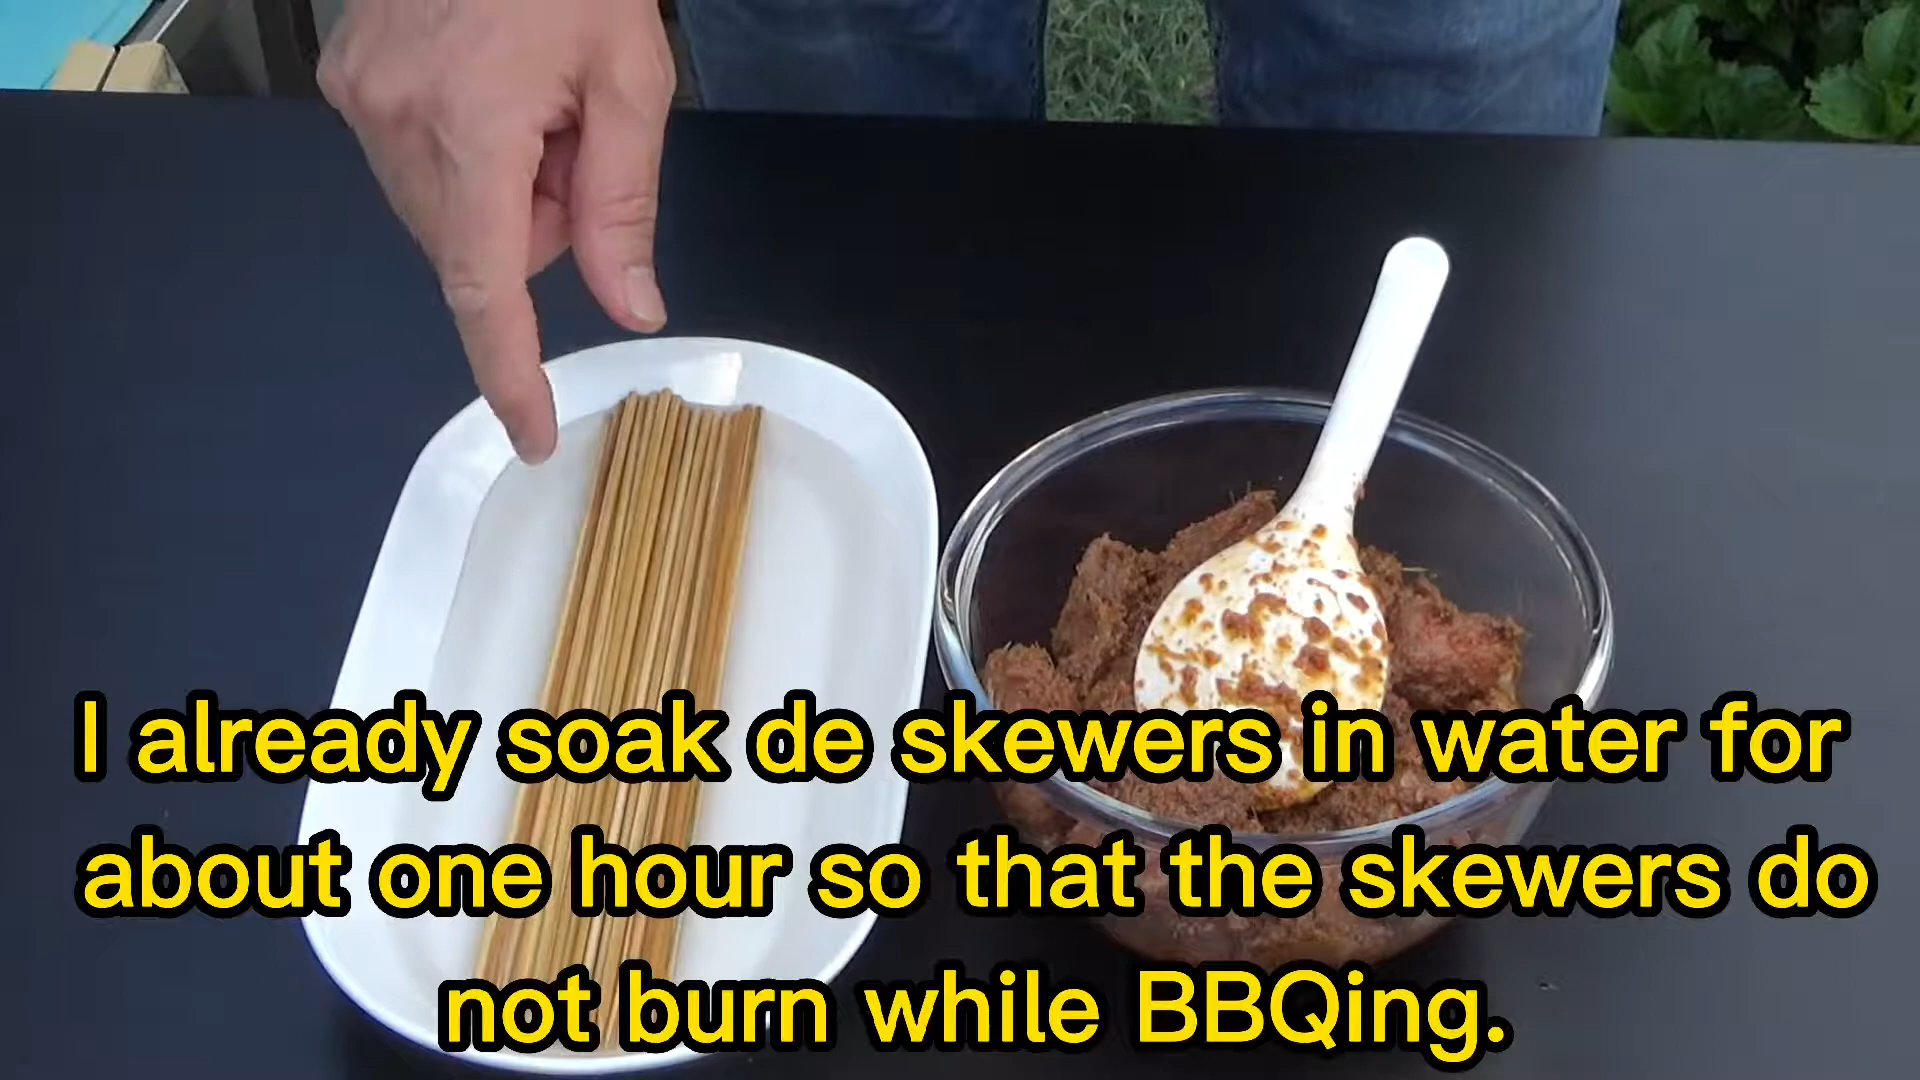 I already soak de skewers in water for
about one hour so that the skewers do
not burn while BBQing.